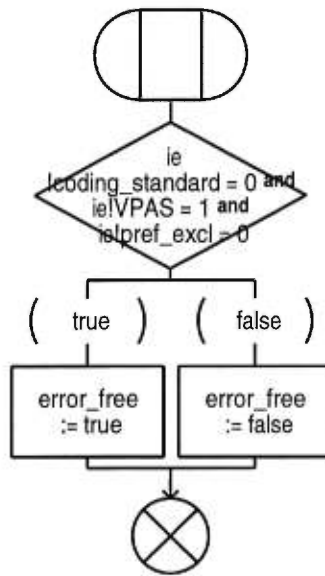 ie
!coding_standard = 0 and
ie!VPAS = 1 and
ie!pref_excl = 0
( true ) ( false )
error_free
:= true
error_free
:= false